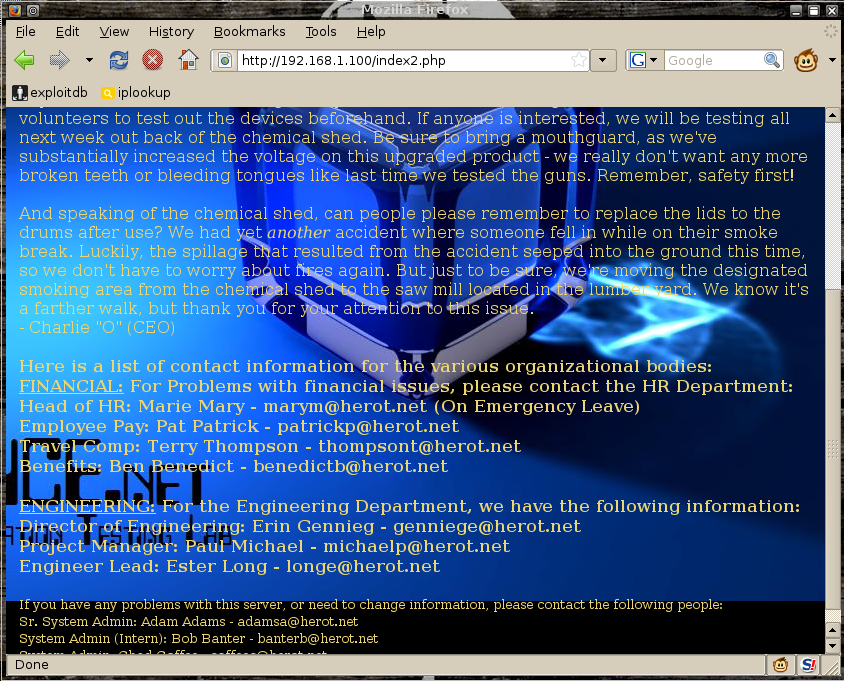 Mozilla Firefox
File Edit View History Bookmarks Tools Help
http://192.168.1.100/index2.php
G Google
exploitdb iplookup
volunteers to test out the devices beforehand. If anyone is interested, we will be testing all
next week out back of the chemical shed. Be sure to bring a mouthguard, as we've
substantially increased the voltage on this upgraded product - we really don't want any more
broken teeth or bleeding tongues like last time we tested the guns. Remember, safety first!
And speaking of the chemical shed, can people please remember to replace the lids to the
drums after use? We had yet another accident where someone fell in while on their smoke
break. Luckily, the spillage that resulted from the accident seeped into the ground this time,
so we don't have to worry about fires again. But just to be sure, we're moving the designated
smoking area from the chemical shed to the saw mill located in the lumber yard. We know it's
a farther walk, but thank you for your attention to this issue.
- Charlie "O" (CEO)
Here is a list of contact information for the various organizational bodies:
FINANCIAL: For Problems with financial issues, please contact the HR Department:
Head of HR: Marie Mary - marym@herot.net (On Emergency Leave)
Employee Pay: Pat Patrick - patrickp@herot.net
Travel Comp: Terry Thompson - thompsont@herot.net
Benefits: Ben Benedict - benedictb@herot.net
ENGINEERING: For the Engineering Department, we have the following information:
Director of Engineering: Erin Gennieg - genniege@herot.net
Project Manager: Paul Michael - michaelp@herot.net
Engineer Lead: Ester Long - longe@herot.net
If you have any problems with this server, or need to change information, please contact the following people:
Sr. System Admin: Adam Adams - adamsa@herot.net
System Admin (Intern): Bob Banter - banterb@herot.net
System Admin: Chad Coffee - coffeec@herot.net
Done